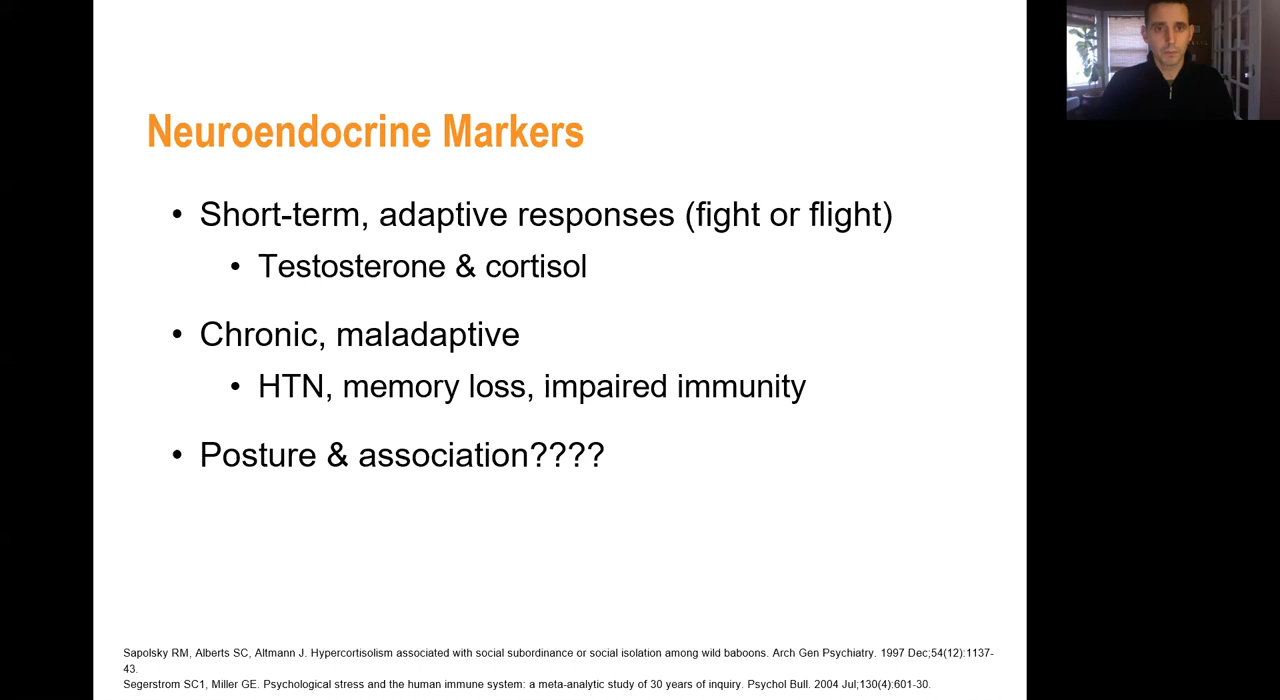 Neuroendocrine Markers
• Short-term, adaptive responses (fight or flight)
• Testosterone & cortisol
• Chronic, maladaptive
• HTN, memory loss, impaired immunity
• Posture & association????
Sapolsky RM, Alberts SC, Altmann J. Hypercortisolism associated with social subordinance or social isolation among wild baboons. Arch Gen Psychiatry. 1997 Dec;54(12):1137-
43.
Segerstrom SC1, Miller GE. Psychological stress and the human immune system: a meta-analytic study of 30 years of inquiry. Psychol Bull. 2004 Jul;130(4):601-30.